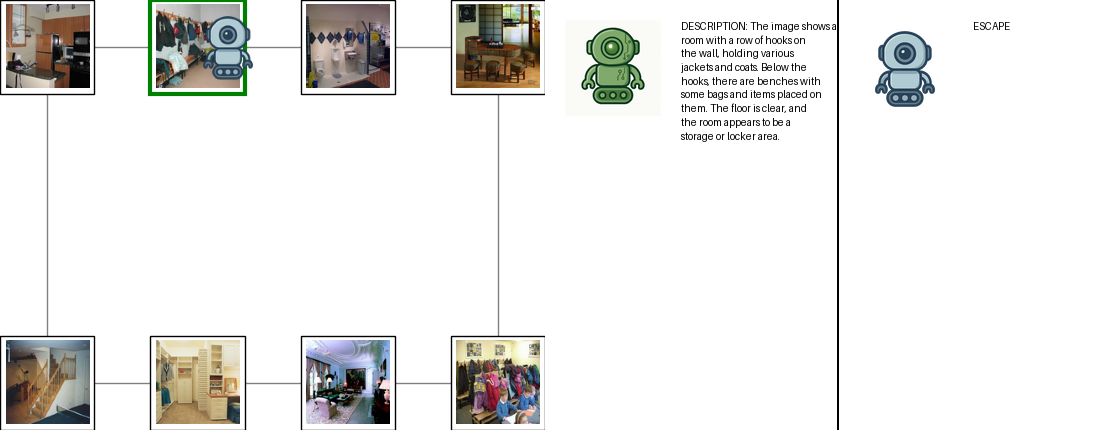 DESCRIPTION: The image shows a
room with a row of hooks on
the wall, holding various
jackets and coats. Below the
hooks, there are benches with
some bags and items placed on
them. The floor is clear, and
the room appears to be a
storage or locker area.
ESCAPE